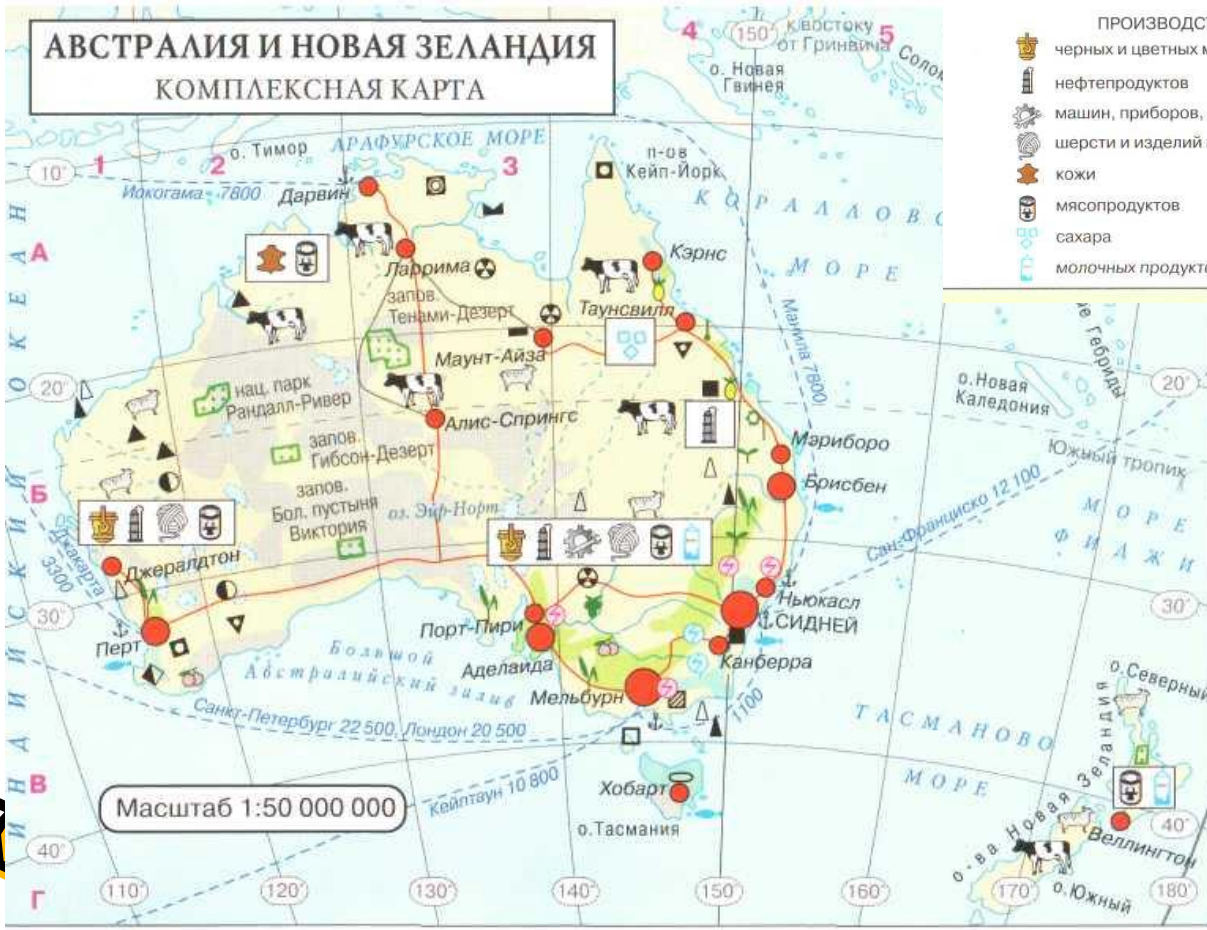 АВСТРАЛИЯ И НОВАЯ ЗЕЛАНДИЯ
КОМПЛЕКСНАЯ КАРТА
ПРОИЗВОДСТ
черных и цветных м
нефтепродуктов
машин, приборов,
шерсти и изделий
кожи
мясопродуктов
сахара
молочных продукт
4
150°
к востоку
от Гринвича
5
Соло
о. Новая
Гвинея
10°
1
2
о. Тимор
АРАФУРСКОЕ МОРЕ
3
п-ов
Кейп-Йорк
Иокогама 7800
Дарвин
КОРАЛЛОВО
МОРЕ
А
Ларрима
Кэрнс
запов.
Тенами-Дезерт
Таунсвилл
Маунт-Айза
Манила 7800
20°
нац. парк
Рандалл-Ривер
Алис-Спрингс
о. Новая
Каледония
Гебриды
20°
запов.
Гибсон-Дезерт
Мэриборо
Южный тропик
Б
запов.
Бол. пустыня
Виктория
оз. Эйр-Норт
Брисбен
МОРЕ
ФИДЖИ
Сан-Франциско 12 100
Джакарта
3300
Джералдтон
30°
Ньюкасл
30°
Перт
Порт-Пири
СИДНЕЙ
Большой
Австралийский залив
Аделаида
Канберра
Мельбурн
1100
о. Северный
Санкт-Петербург 22 500, Лондон 20 500
ТАСМАНОВО
МОРЕ
В
Масштаб 1:50 000 000
Кейптаун 10 800
Хобарт
о. Тасмания
о-ва Новая Зеландия
40°
Веллингтон
40°
о. Южный
Г
110°
120°
130°
140°
150°
160°
170°
180°
ИНДИЙСКИЙ ОКЕАН